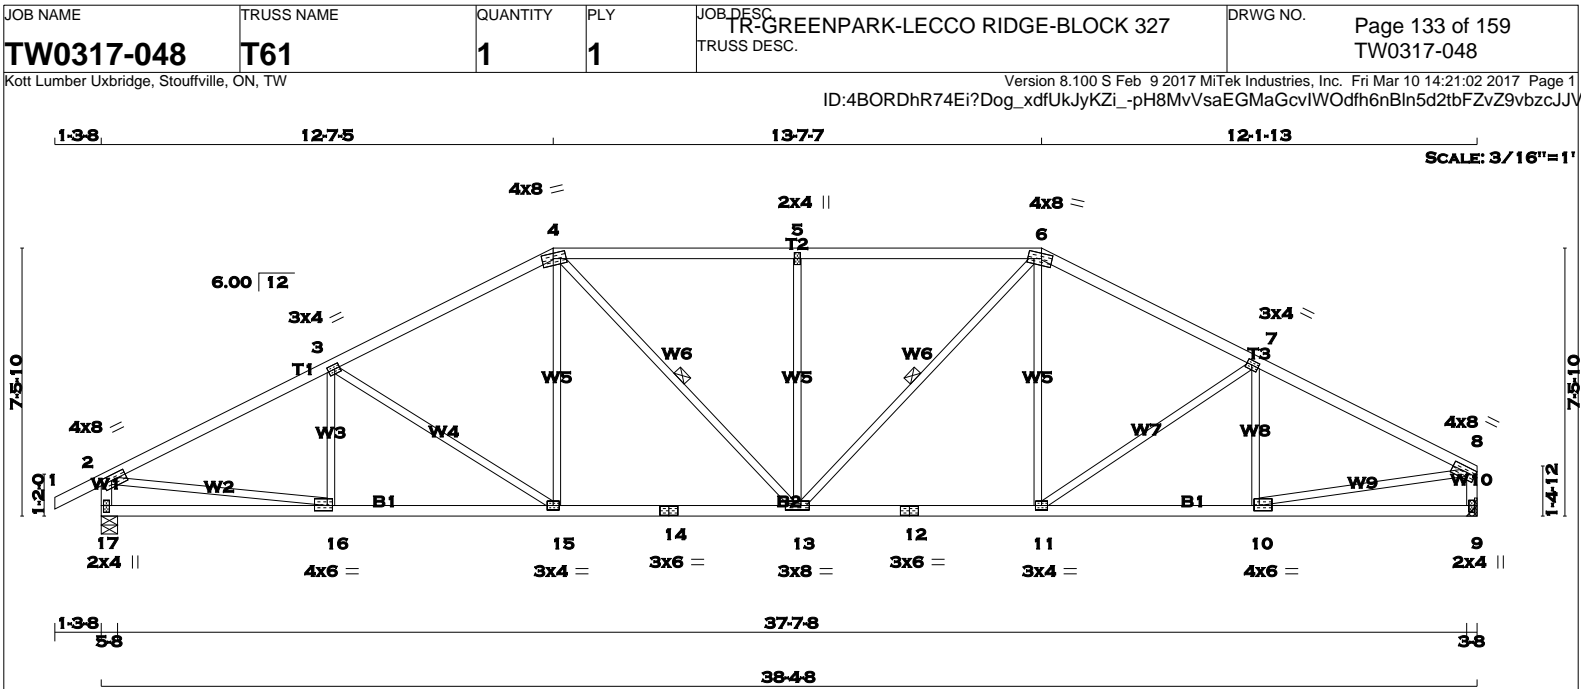 JOB NAME
TW0317-048
TRUSS NAME
T61
QUANTITY
1
PLY
1
JOB DESC.
TR-GREENPARK-LECCO RIDGE-BLOCK 327
TRUSS DESC.
DRWG NO.
Page 133 of 159
TW0317-048
Kott Lumber Uxbridge, Stouffville, ON, TW
Version 8.100 S Feb 9 2017 MiTek Industries, Inc. Fri Mar 10 14:21:02 2017 Page 1
ID:4BORDhR74Ei?Dog_xdfUkJyKZi_-pH8MvVsaEGMaGcvIWOdfh6nBIn5d2tbFZvZ9vbzcJJV
1-3-8 12-7-5 13-7-7 12-1-13
SCALE: 3/16"=1'
4x8 =
2x4 ||
4x8 =
4 5 6
T2
6.00 12
3x4 =
3x4 =
3
7
T1
T3
7-5-10
7-5-10
W6 W6
W5 W5 W5
4x8 =
4x8 =
W3 W4 W7 W8
2
8
1
W1 W2 B1 B2 B1 W9 W10
1-2-0
1-4-12
17 16 15 14 13 12 11 10 9
2x4 || 4x6 = 3x4 = 3x6 = 3x8 = 3x6 = 3x4 = 4x6 = 2x4 ||
1-3-8 37-7-8
5-8 3-8
38-4-8